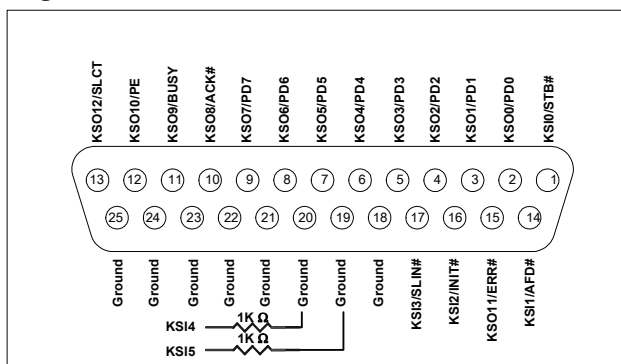 KSO12/SLCT
KSO10/PE
KSO9/BUSY
KSO8/ACK#
KSO7/PD7
KSO6/PD6
KSO5/PD5
KSO4/PD4
KSO3/PD3
KSO2/PD2
KSO1/PD1
KSO0/PD0
KSI0/STB#
13 12 11 10 9 8 7 6 5 4 3 2 1
25 24 23 22 21 20 19 18 17 16 15 14
Ground
Ground
Ground
Ground
Ground
Ground
Ground
Ground
KSI3/SLIN#
KSI2/INIT#
KSO11/ERR#
KSI1/AFD#
KSI4 1K Ω
KSI5 1K Ω